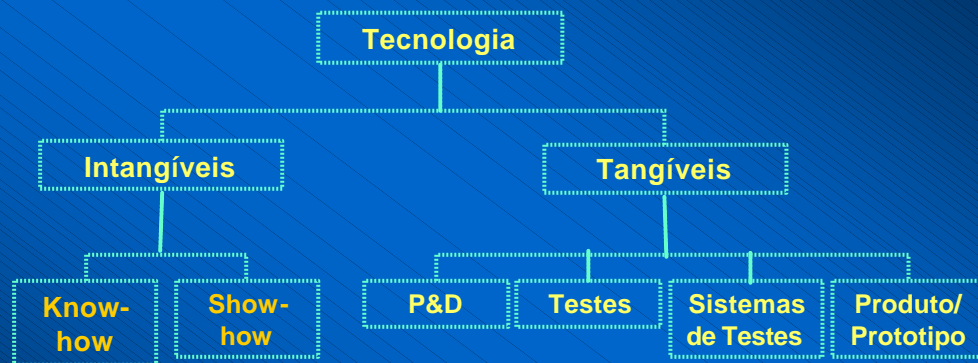 Tecnologia
Intangíveis
Tangíveis
Know-
how
Show-
how
P&D
Testes
Sistemas
de Testes
Produto/
Prototipo